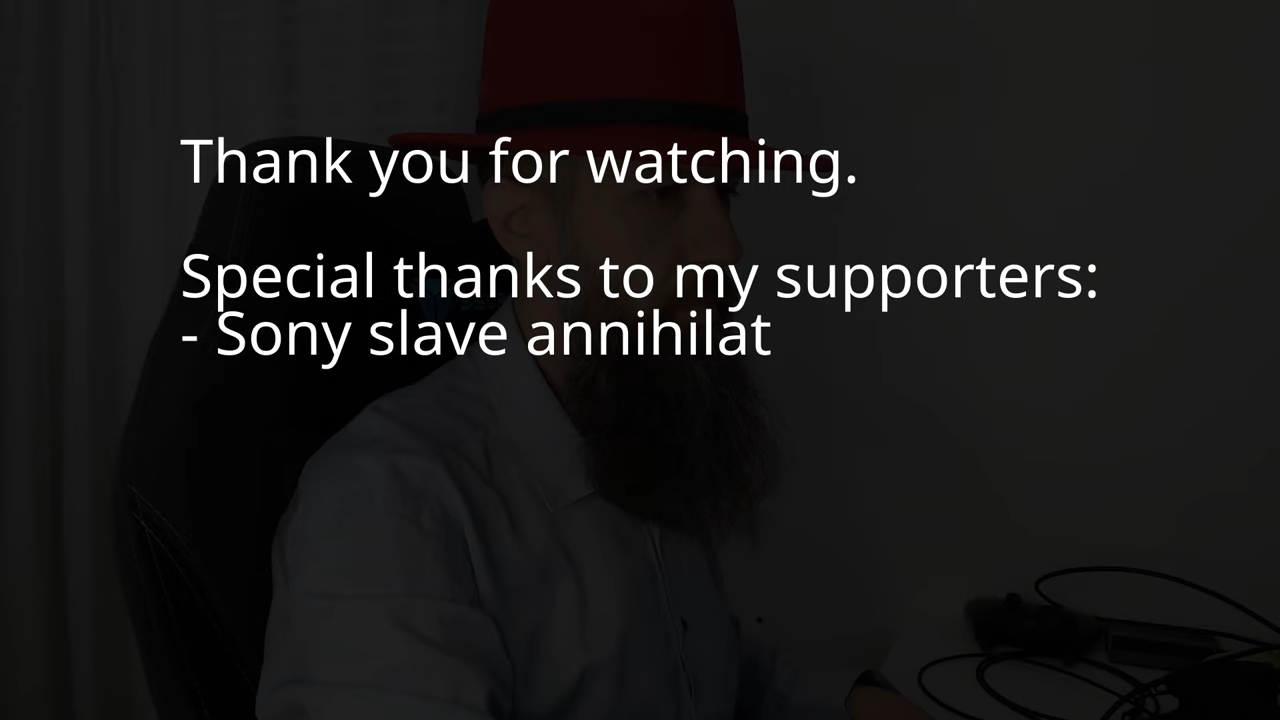 Thank you for watching.
Special thanks to my supporters:
- Sony slave annihilat